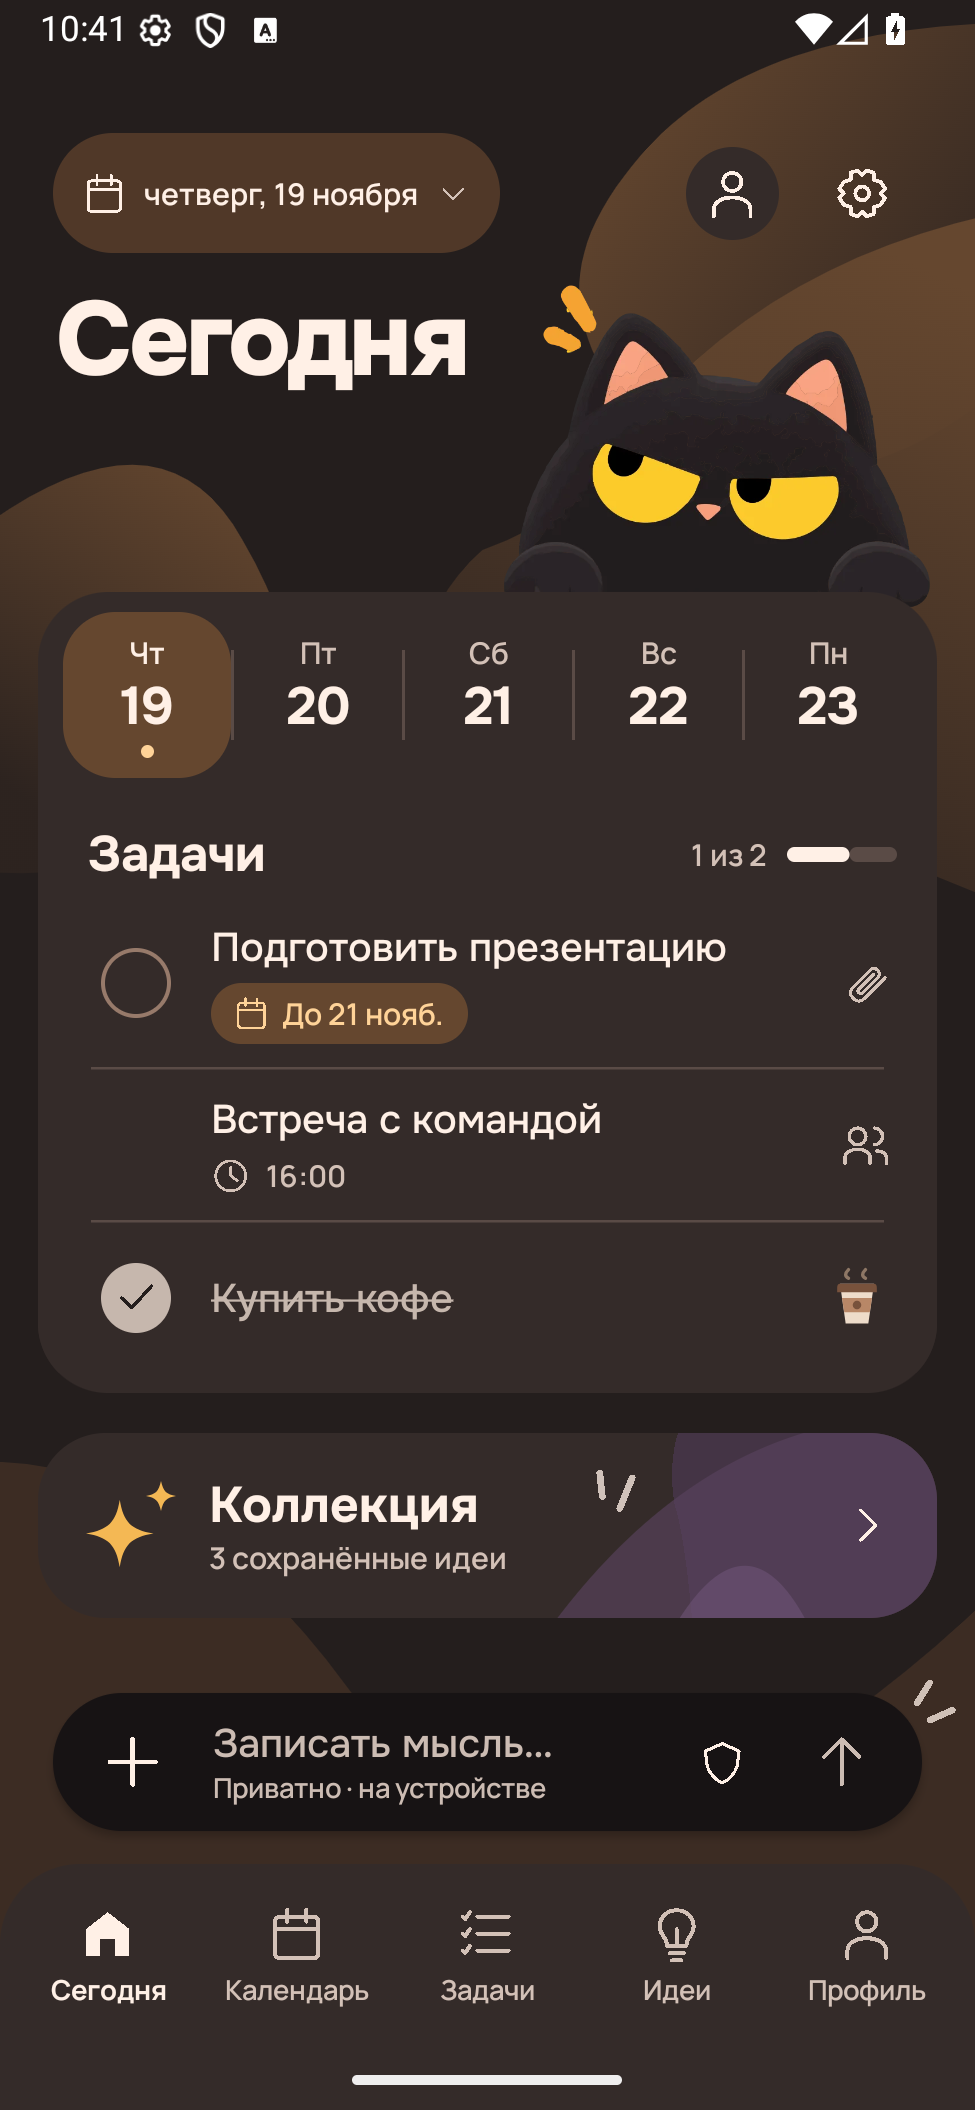 10:41
четверг, 19 ноября
Сегодня
Чт Пт Сб Вс Пн
19 20 21 22 23
Задачи 1 из 2
Подготовить презентацию
До 21 нояб.
Встреча с командой
16:00
Купить кофе
Коллекция
3 сохранённые идеи
Записать мысль...
Приватно · на устройстве
Сегодня Календарь Задачи Идеи Профиль